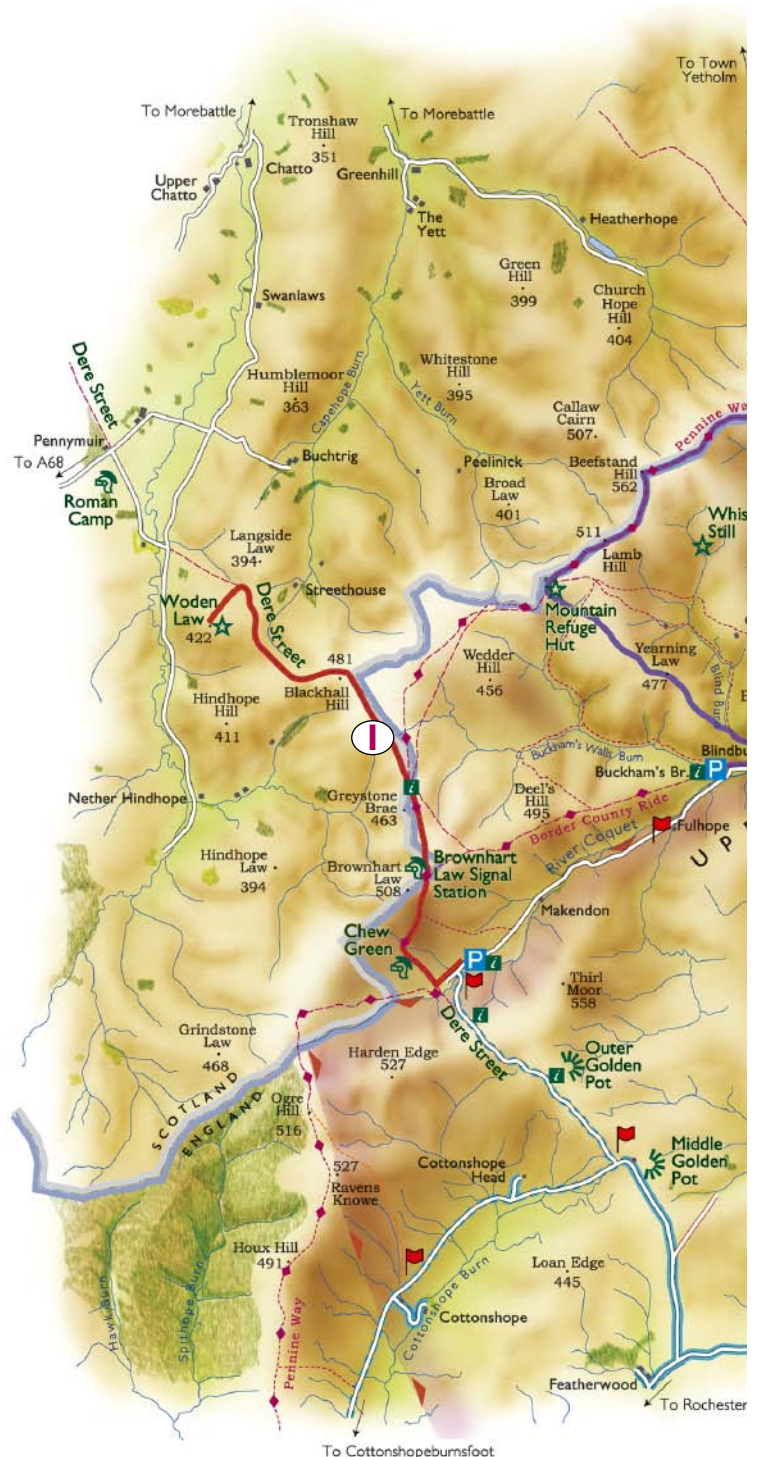 To Town
Yetholm
To Morebattle
Tronshaw
Hill
351
To Morebattle
Chatto
Upper
Chatto
Greenhill
The
Yett
Heatherhope
Green
Hill
399
Church
Hope
Hill
404
Swanlaws
Dere Street
Humblemoor
Hill
363
Capehope Burn
Whitestone
Hill
395
Yett Burn
Callaw
Cairn
507
Pennine Wa
Pennymuir
To A68
Buchtrig
Peelinick
Beefstand
Hill
562
Roman
Camp
Broad
Law
401
Whis
Still
Langside
Law
394
511
Lamb
Hill
Streethouse
Woden
Law
422
Dere Street
Mountain
Refuge
Hut
481
Blackhall
Hill
Wedder
Hill
456
Yearning
Law
477
Blind Bu
Hindhope
Hill
411
I
Buckham's Walls Burn
Blindbu
Buckham's Br.
i
P
Nether Hindhope
i
Greystone
Brae
463
Deel's
Hill
495
Border County Ride
River Coquet
Fulhope
U P
Hindhope
Law
394
Brownhart
Law
508
Brownhart
Law Signal
Station
Makendon
Chew
Green
P
i
Thirl
Moor
558
i
Dere Street
Grindstone
Law
468
Harden Edge
527
Outer
Golden
Pot
i
SCOTLAND
ENGLAND
Ogre
Hill
516
Middle
Golden
Pot
527
Ravens
Knowe
Cottonshope
Head
Houx Hill
491
Loan Edge
445
Hawk Burn
Spithope Burn
Pennine Way
Cottonshope Burn
Cottonshope
Featherwood
To Rochester
To Cottonshopeburnsfoot